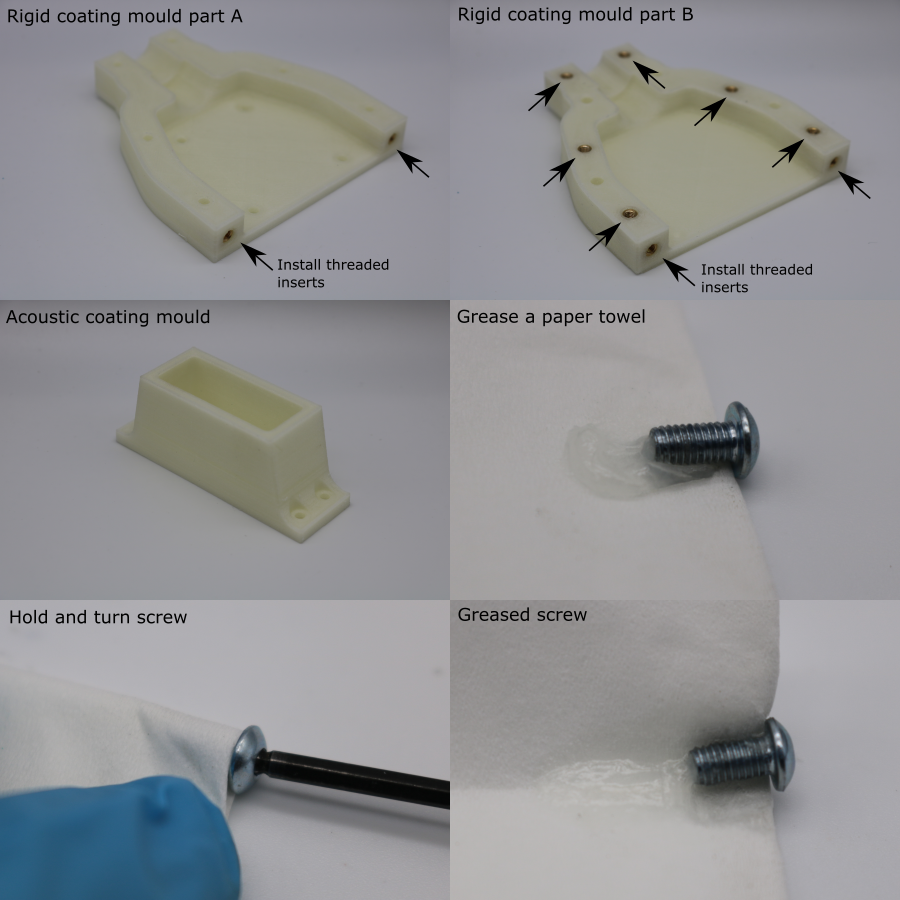 Rigid coating mould part A
Install threaded
inserts
Rigid coating mould part B
Install threaded
inserts
Acoustic coating mould
Grease a paper towel
Hold and turn screw
Greased screw